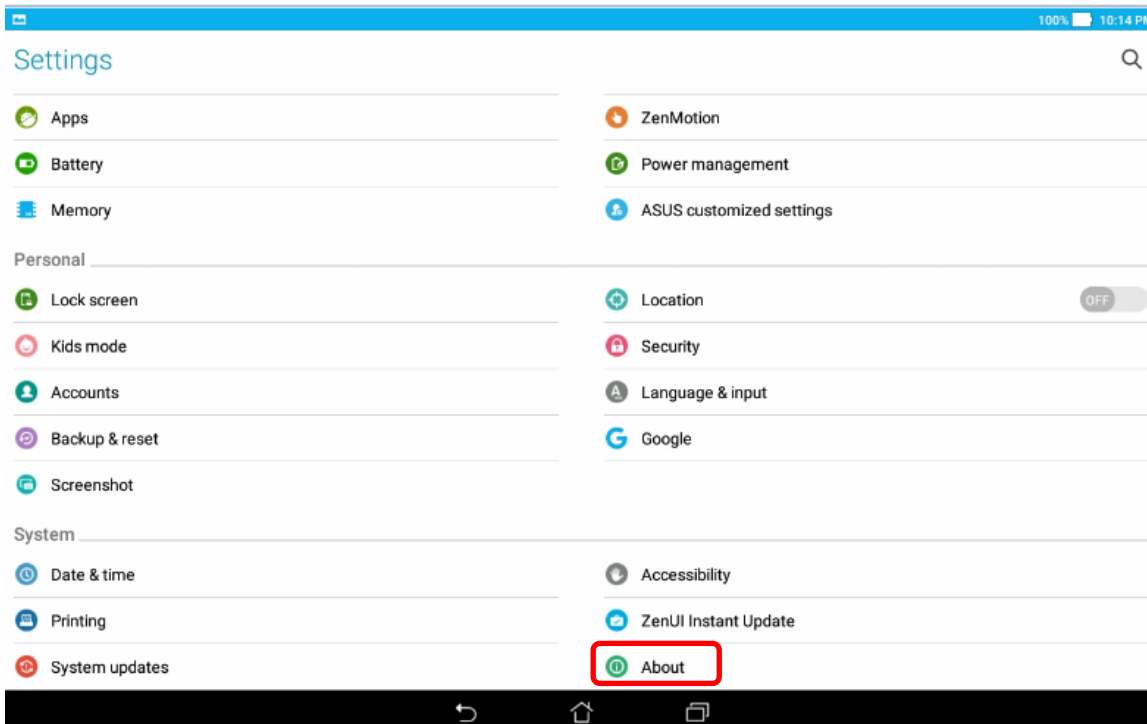 100% 10:14 PM
Settings
Apps
ZenMotion
Battery
Power management
Memory
ASUS customized settings
Personal
Lock screen
Location
OFF
Kids mode
Security
Accounts
Language & input
Backup & reset
Google
Screenshot
System
Date & time
Accessibility
Printing
ZenUI Instant Update
System updates
About